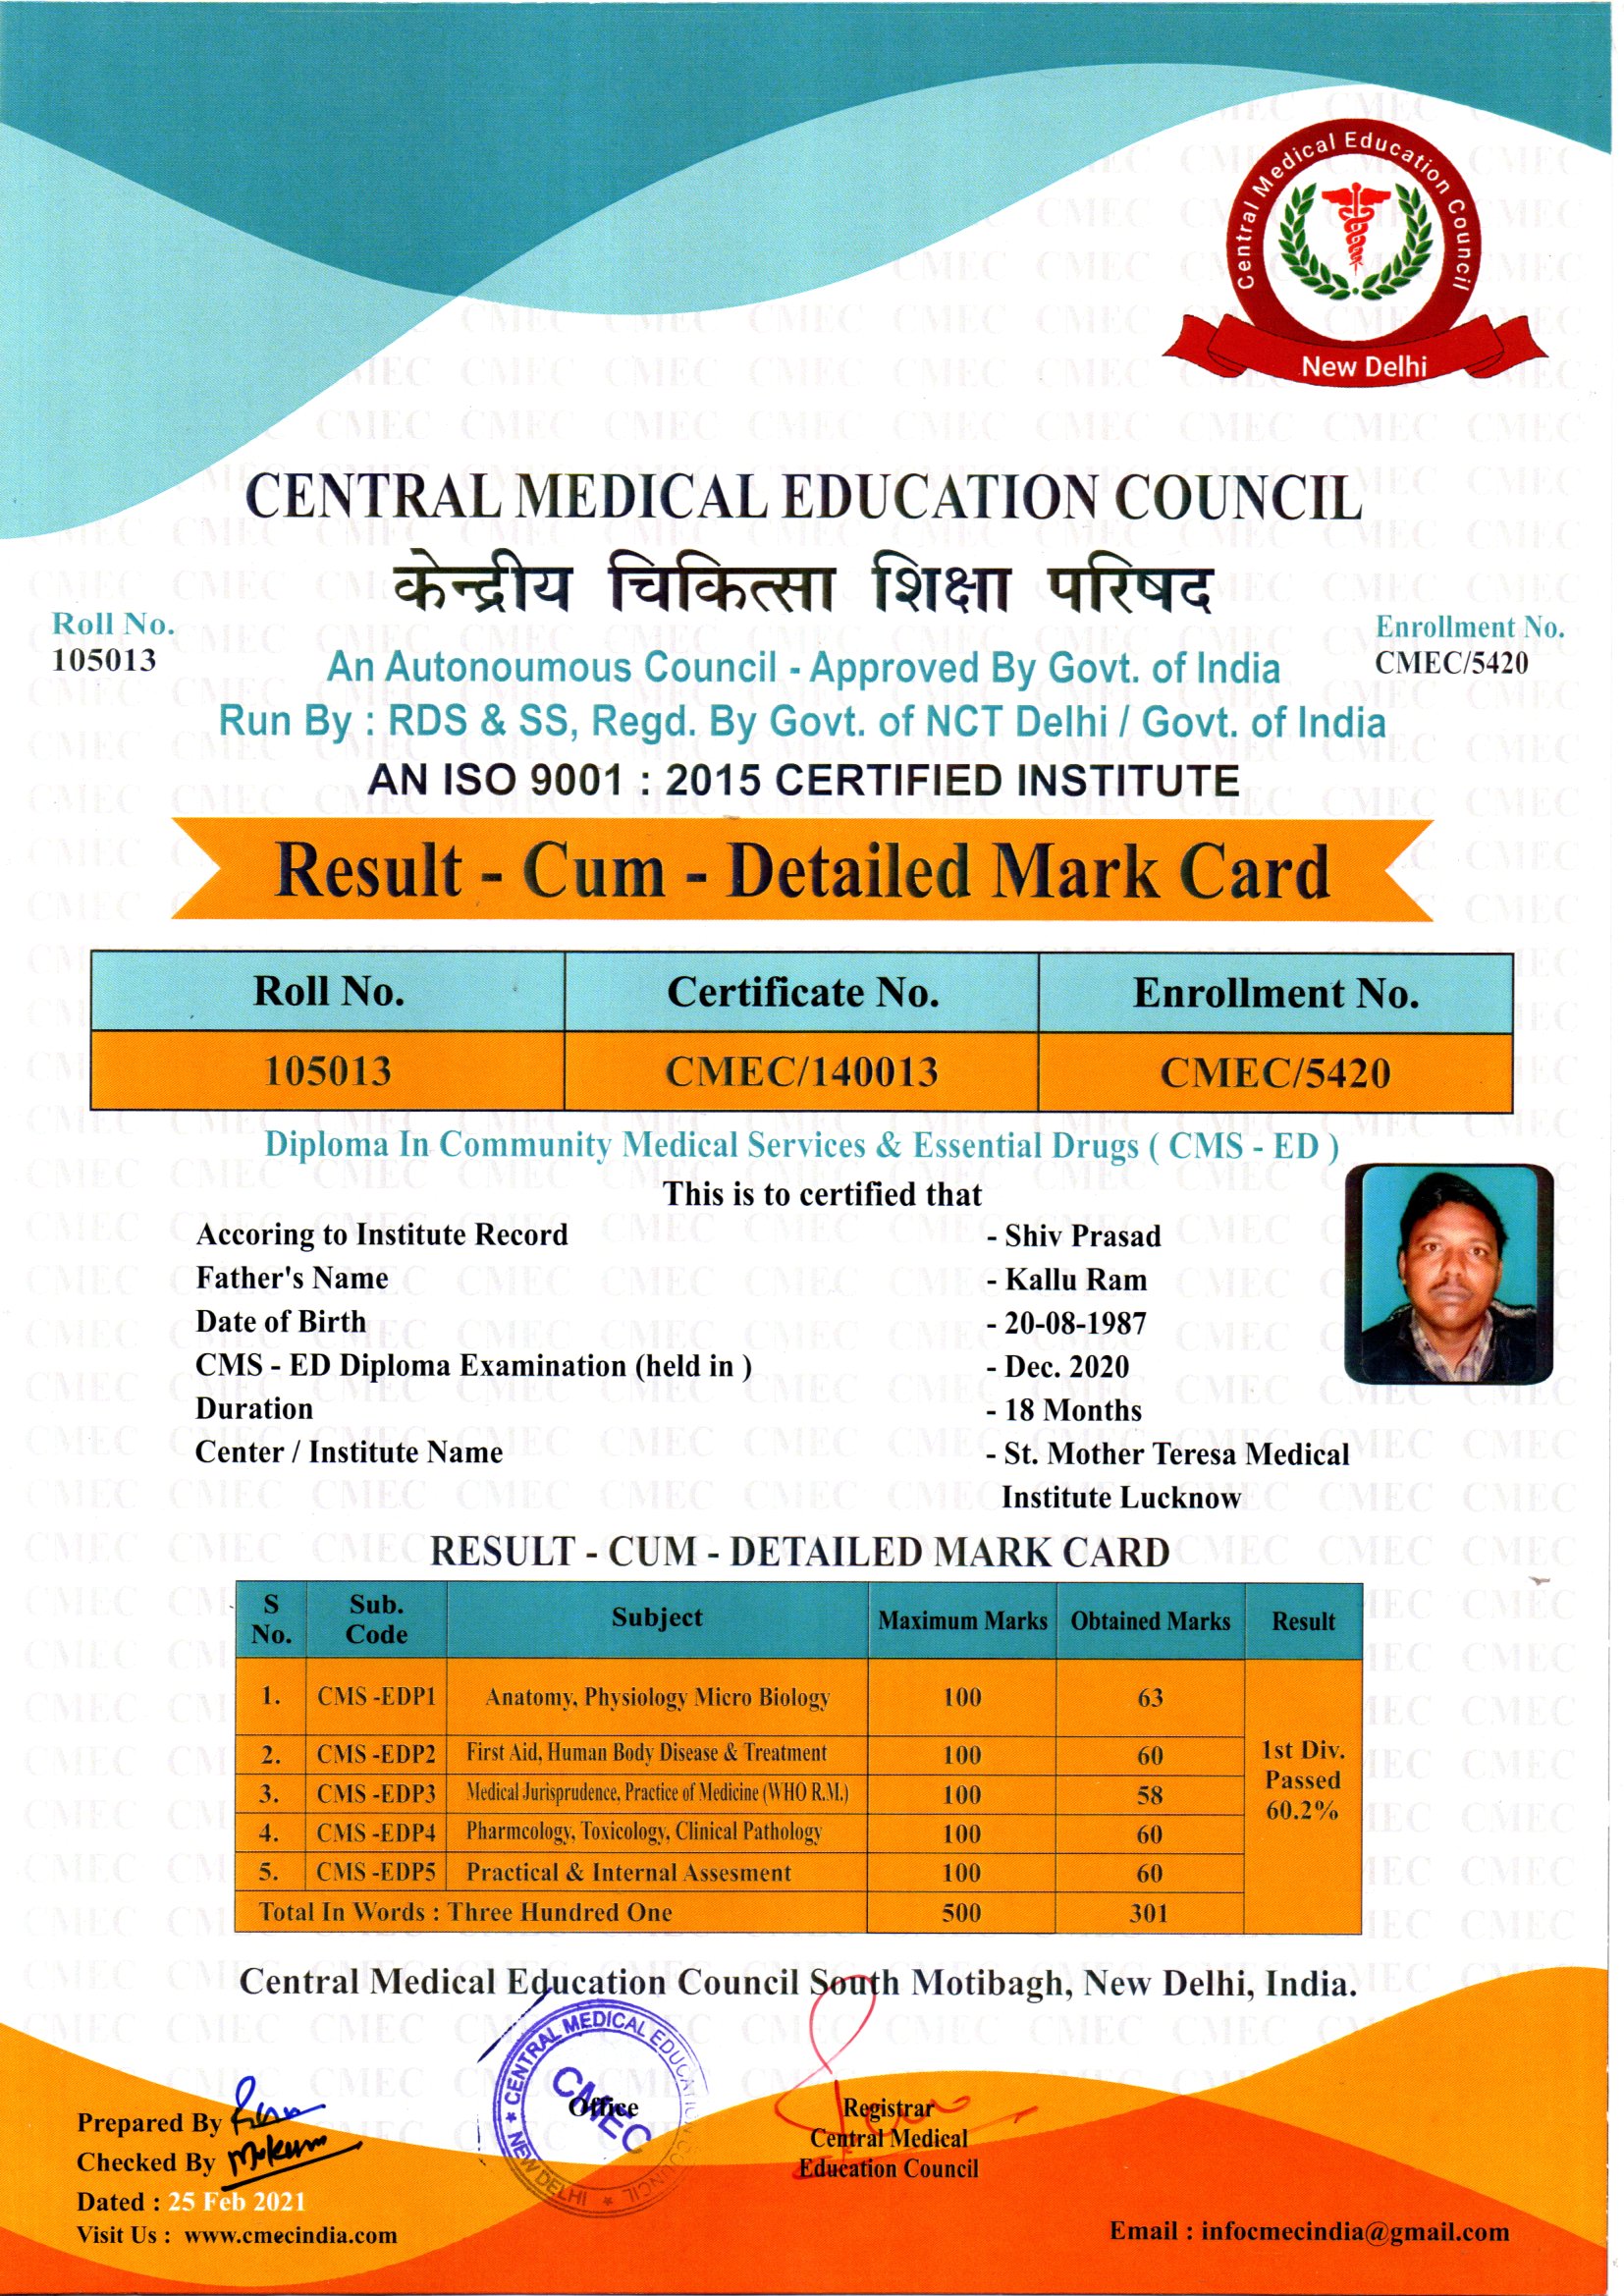 Central Medical Education Council
New Delhi
CENTRAL MEDICAL EDUCATION COUNCIL
केन्द्रीय चिकित्सा शिक्षा परिषद
Roll No.
105013
Enrollment No.
CMEC/5420
An Autonoumous Council - Approved By Govt. of India
Run By : RDS & SS, Regd. By Govt. of NCT Delhi / Govt. of India
AN ISO 9001 : 2015 CERTIFIED INSTITUTE
Result - Cum - Detailed Mark Card
Roll No. Certificate No. Enrollment No.
105013 CMEC/140013 CMEC/5420
Diploma In Community Medical Services & Essential Drugs ( CMS - ED )
This is to certified that
Accoring to Institute Record - Shiv Prasad
Father's Name - Kallu Ram
Date of Birth - 20-08-1987
CMS - ED Diploma Examination (held in ) - Dec. 2020
Duration - 18 Months
Center / Institute Name - St. Mother Teresa Medical
Institute Lucknow
RESULT - CUM - DETAILED MARK CARD
S No. Sub. Code Subject Maximum Marks Obtained Marks Result
1. CMS -EDP1 Anatomy, Physiology Micro Biology 100 63
2. CMS -EDP2 First Aid, Human Body Disease & Treatment 100 60
3. CMS -EDP3 Medical Jurisprudence, Practice of Medicine (WHO R.M.) 100 58
4. CMS -EDP4 Pharmcology, Toxicology, Clinical Pathology 100 60
5. CMS -EDP5 Practical & Internal Assesment 100 60
1st Div.
Passed
60.2%
Total In Words : Three Hundred One 500 301
Central Medical Education Council South Motibagh, New Delhi, India.
CENTRAL MEDICAL EDUCATION COUNCIL
CMEC
NEW DELHI
Office
Registrar
Central Medical
Education Council
Prepared By
Checked By
Dated : 25 Feb 2021
Visit Us : www.cmecindia.com
Email : infocmecindia@gmail.com